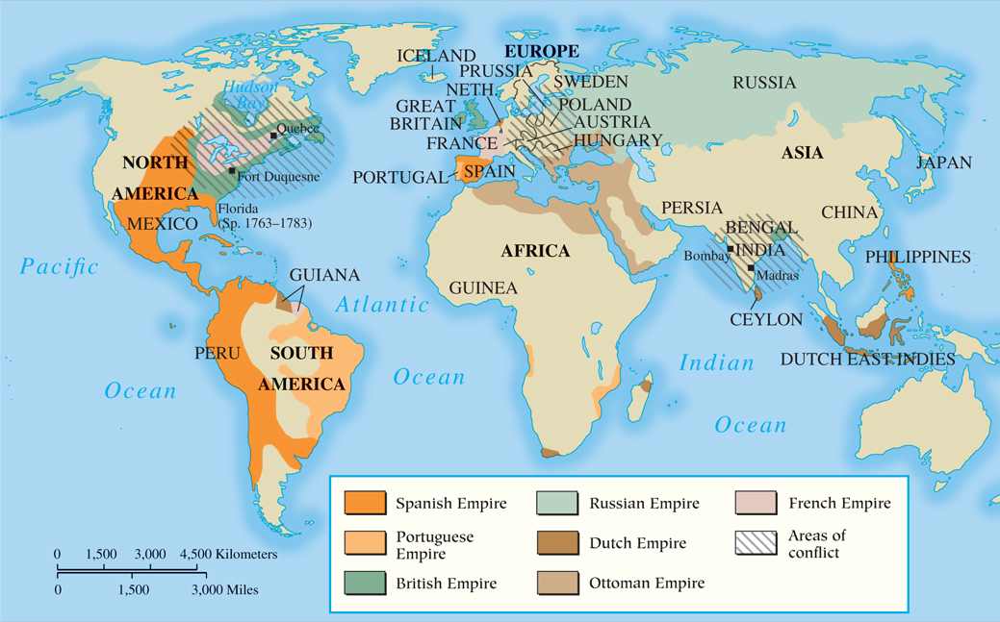 EUROPE
ICELAND
PRUSSIA
SWEDEN
RUSSIA
NETH.
Hudson
Bay
GREAT
BRITAIN
POLAND
AUSTRIA
Quebec
FRANCE
HUNGARY
ASIA
NORTH
AMERICA
JAPAN
PORTUGAL
SPAIN
Fort Duquesne
Florida
(Sp. 1763–1783)
MEXICO
PERSIA
CHINA
BENGAL
AFRICA
Bombay
INDIA
PHILIPPINES
Pacific
Madras
GUIANA
GUINEA
Atlantic
CEYLON
PERU
SOUTH
AMERICA
Indian
DUTCH EAST INDIES
Ocean
Ocean
Ocean
Spanish Empire
Russian Empire
French Empire
Portuguese
Empire
Dutch Empire
Areas of
conflict
British Empire
Ottoman Empire
0 1,500 3,000 4,500 Kilometers
0 1,500 3,000 Miles